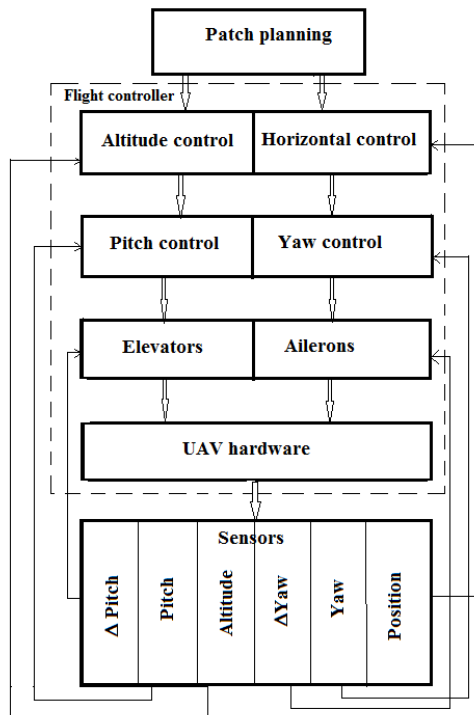 Patch planning
Flight controller
Altitude control
Horizontal control
Pitch control
Yaw control
Elevators
Ailerons
UAV hardware
Sensors
Δ Pitch
Pitch
Altitude
ΔYaw
Yaw
Position